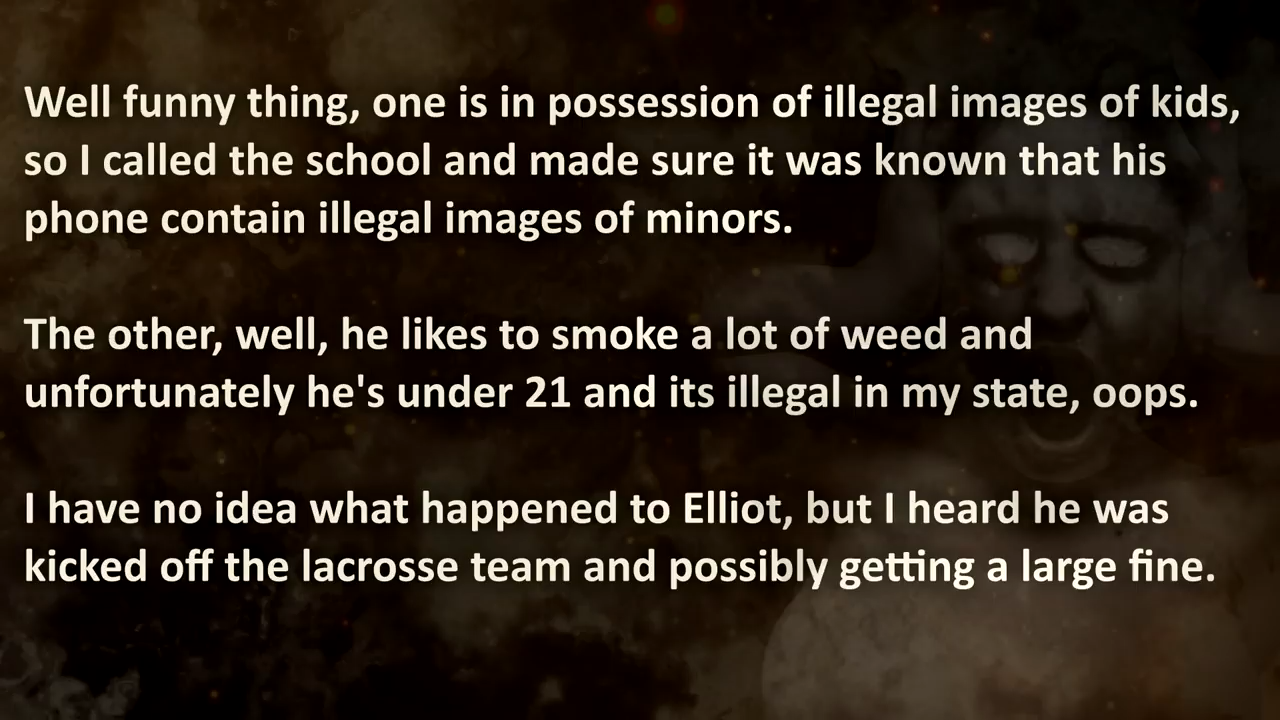 Well funny thing, one is in possession of illegal images of kids,
so I called the school and made sure it was known that his
phone contain illegal images of minors.
The other, well, he likes to smoke a lot of weed and
unfortunately he's under 21 and its illegal in my state, oops.
I have no idea what happened to Elliot, but I heard he was
kicked off the lacrosse team and possibly getting a large fine.